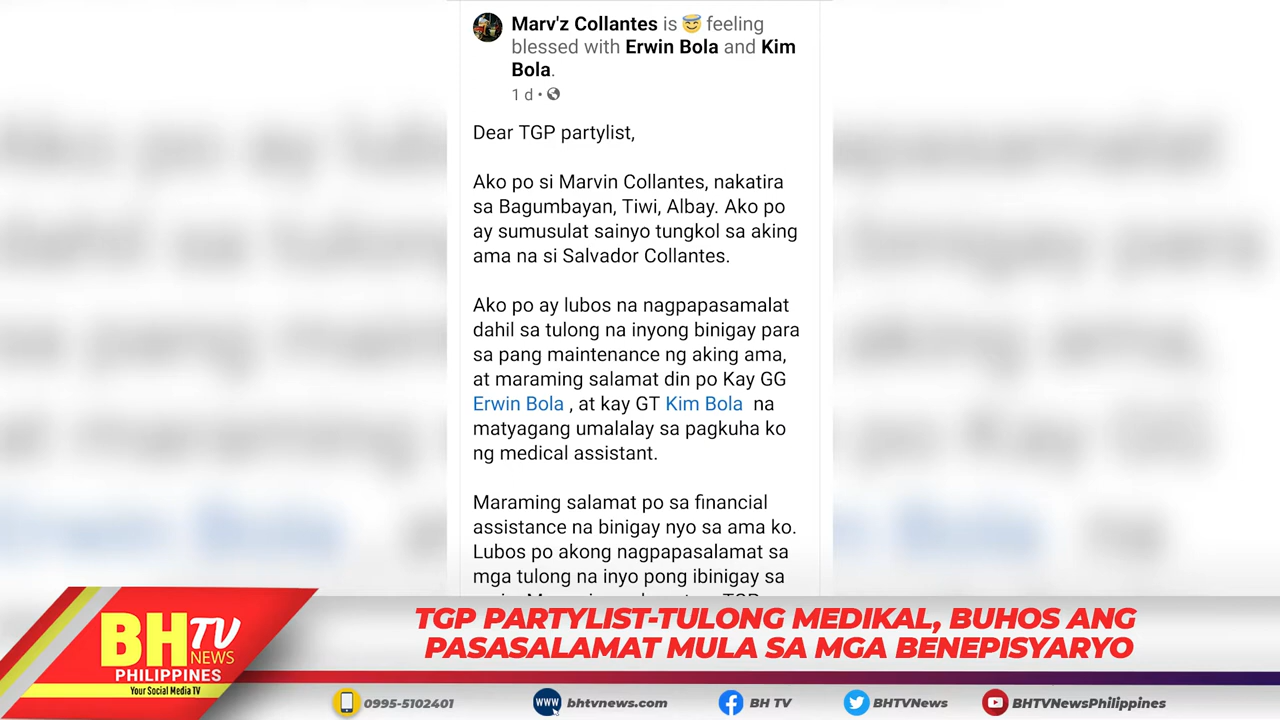 Marv'z Collantes is 😇 feeling
blessed with Erwin Bola and Kim
Bola.
1 d
Dear TGP partylist,
Ako po si Marvin Collantes, nakatira
sa Bagumbayan, Tiwi, Albay. Ako po
ay sumusulat sainyo tungkol sa aking
ama na si Salvador Collantes.
Ako po ay lubos na nagpapasamalat
dahil sa tulong na inyong binigay para
sa pang maintenance ng aking ama,
at maraming salamat din po Kay GG
Erwin Bola , at kay GT Kim Bola na
matyagang umalalay sa pagkuha ko
ng medical assistant.
Maraming salamat po sa financial
assistance na binigay nyo sa ama ko.
Lubos po akong nagpapasalamat sa
mga tulong na inyo pong ibinigay sa
BHTV
NEWS
PHILIPPINES
Your Social Media TV
TGP PARTYLIST-TULONG MEDIKAL, BUHOS ANG
PASASALAMAT MULA SA MGA BENEPISYARYO
0995-5102401
WWW bhtvnews.com
BH TV
BHTVNews
BHTVNewsPhilippines